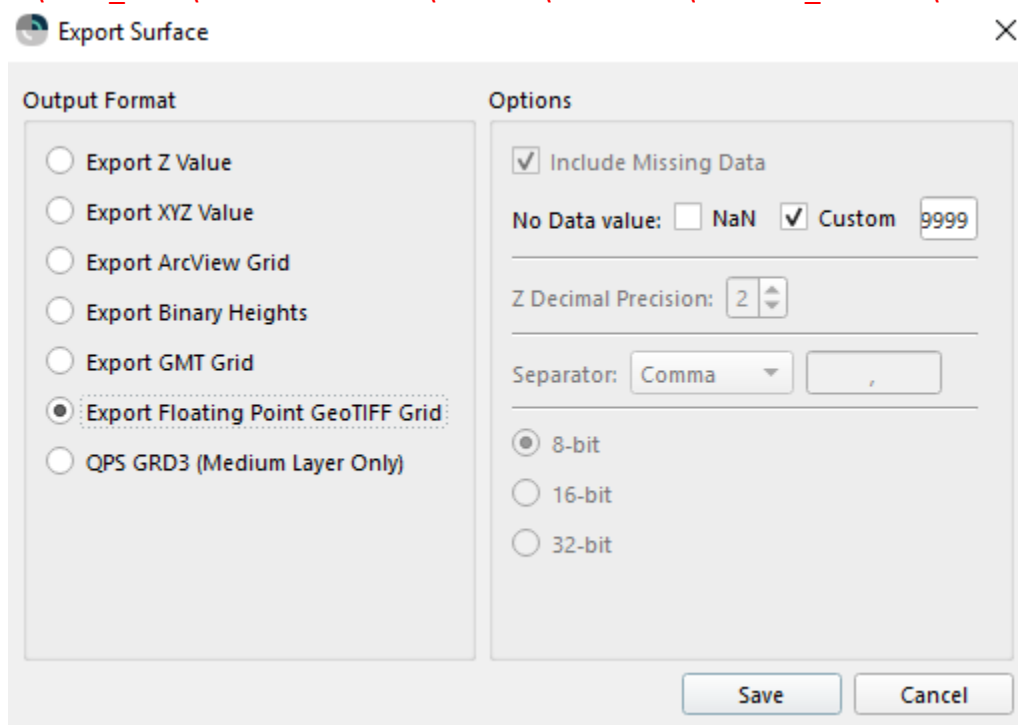 Export Surface
Output Format
Export Z Value
Export XYZ Value
Export ArcView Grid
Export Binary Heights
Export GMT Grid
Export Floating Point GeoTIFF Grid
QPS GRD3 (Medium Layer Only)
Options
Include Missing Data
No Data value: NaN Custom 9999
Z Decimal Precision: 2
Separator: Comma ,
8-bit
16-bit
32-bit
Save Cancel